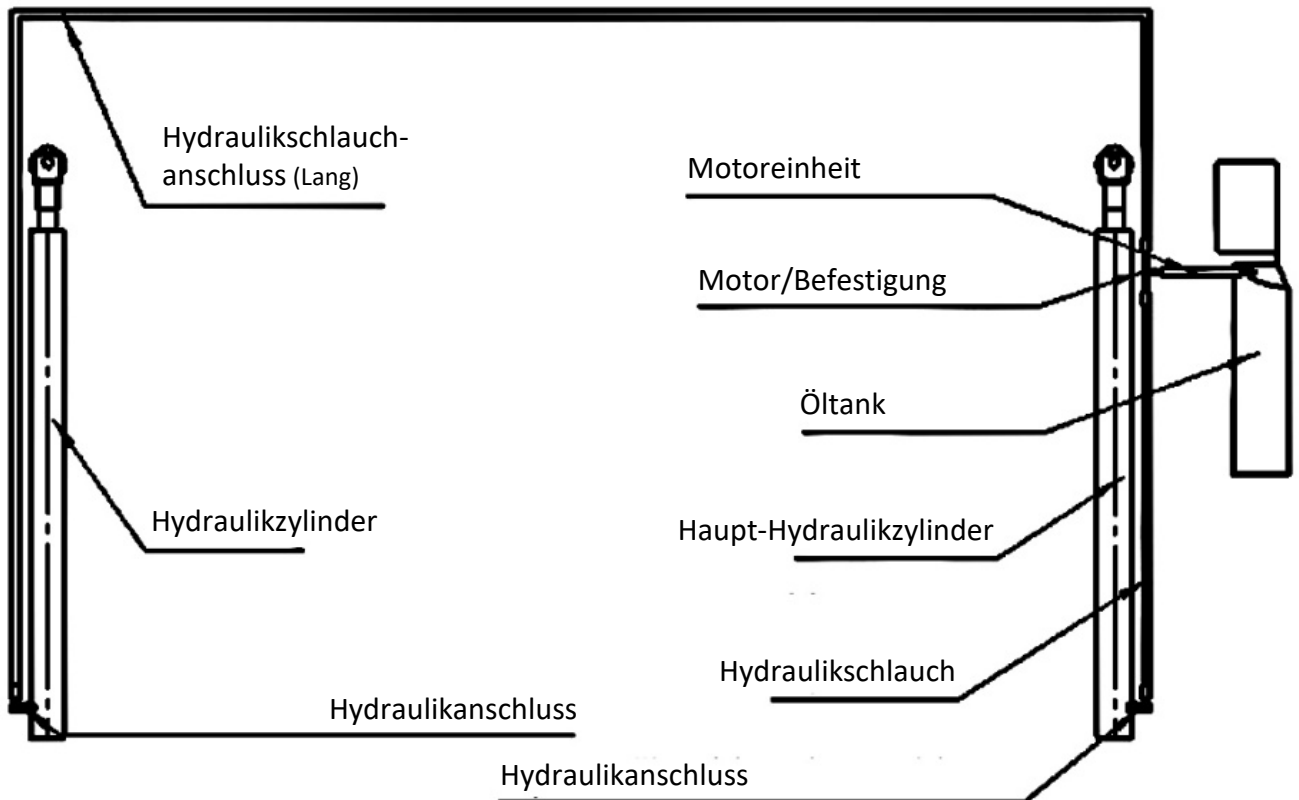 Hydraulikschlauch-
anschluss (Lang)
Motoreinheit
Motor/Befestigung
Öltank
Hydraulikzylinder
Haupt-Hydraulikzylinder
Hydraulikschlauch
Hydraulikanschluss
Hydraulikanschluss